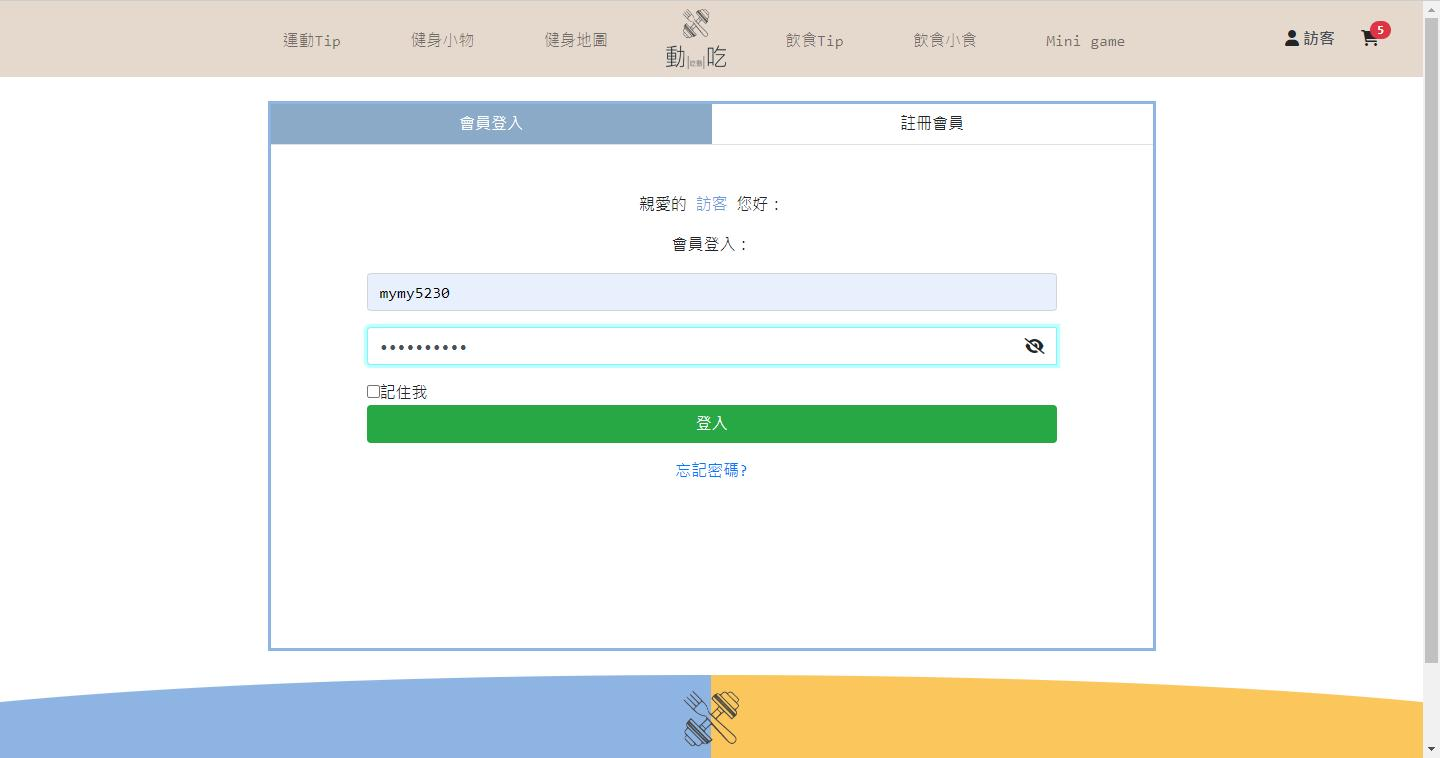 運動Tip 健身小物 健身地圖 動|吃動|吃 飲食Tip 飲食小食 Mini game 訪客 5
會員登入 註冊會員
親愛的 訪客 您好：
會員登入：
mymy5230
••••••••••
記住我
登入
忘記密碼?